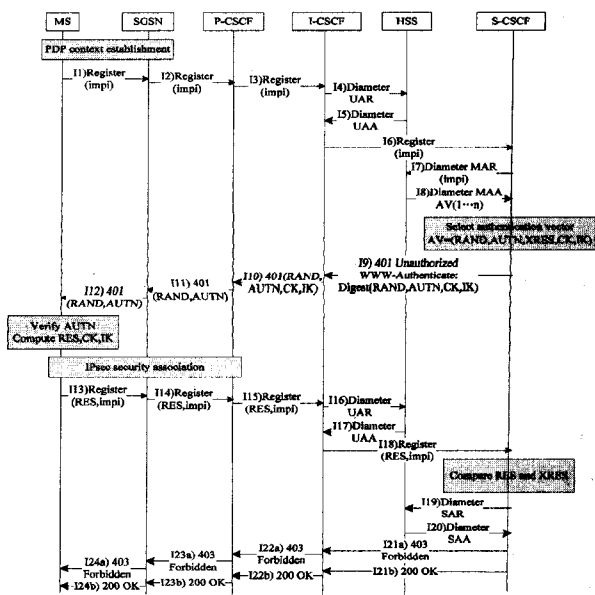 MS SGSN P-CSCF I-CSCF HSS S-CSCF
PDP context establishment
I1)Register
(impi)
I2)Register
(impi)
I3)Register
(impi)
I4)Diameter
UAR
I5)Diameter
UAA
I6)Register
(impi)
I7)Diameter MAR
(impi)
I8)Diameter MAA
AV(1···n)
Select authentication vector
AV=(RAND,AUTN,XRES,CK,IK)
I9) 401 Unauthorized
WWW-Authenticate:
Digest(RAND,AUTN,CK,IK)
I10) 401(RAND,
AUTN,CK,IK)
I11) 401
(RAND,AUTN)
I12) 401
(RAND,AUTN)
Verify AUTN
Compute RES,CK,IK
IPsec security association
I13)Register
(RES,impi)
I14)Register
(RES,impi)
I15)Register
(RES,impi)
I16)Diameter
UAR
I17)Diameter
UAA
I18)Register
(RES,impi)
Compare RES and XRES
I19)Diameter
SAR
I20)Diameter
SAA
I21a) 403
Forbidden
I22a) 403
Forbidden
I23a) 403
Forbidden
I24a) 403
Forbidden
I21b) 200 OK
I22b) 200 OK
I23b) 200 OK
I24b) 200 OK